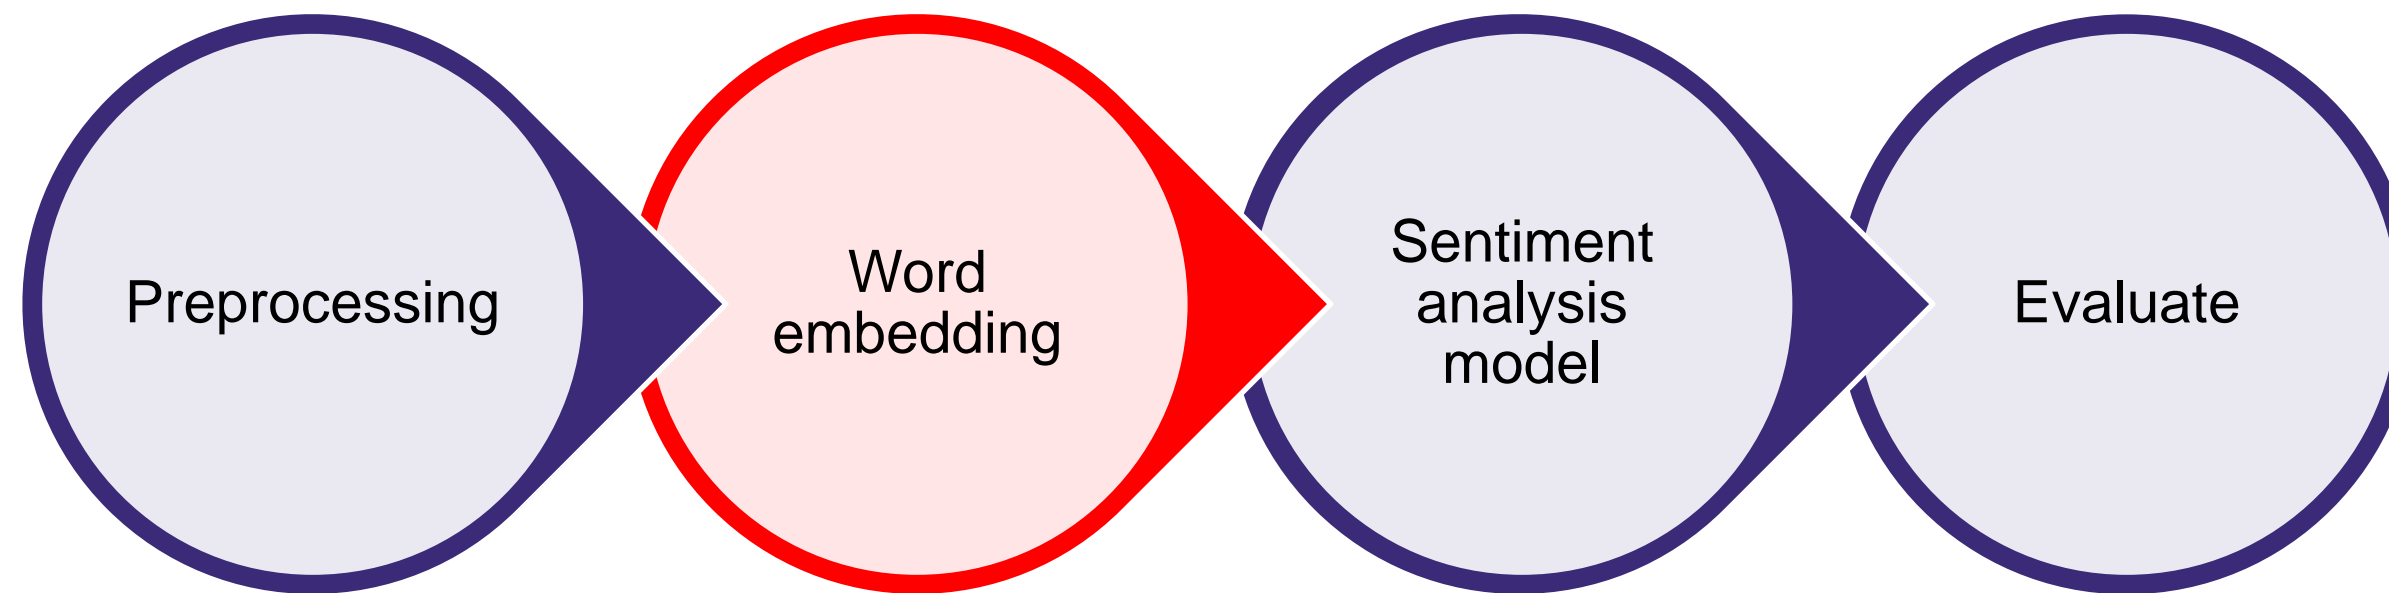 Preprocessing
Word
embedding
Sentiment
analysis
model
Evaluate